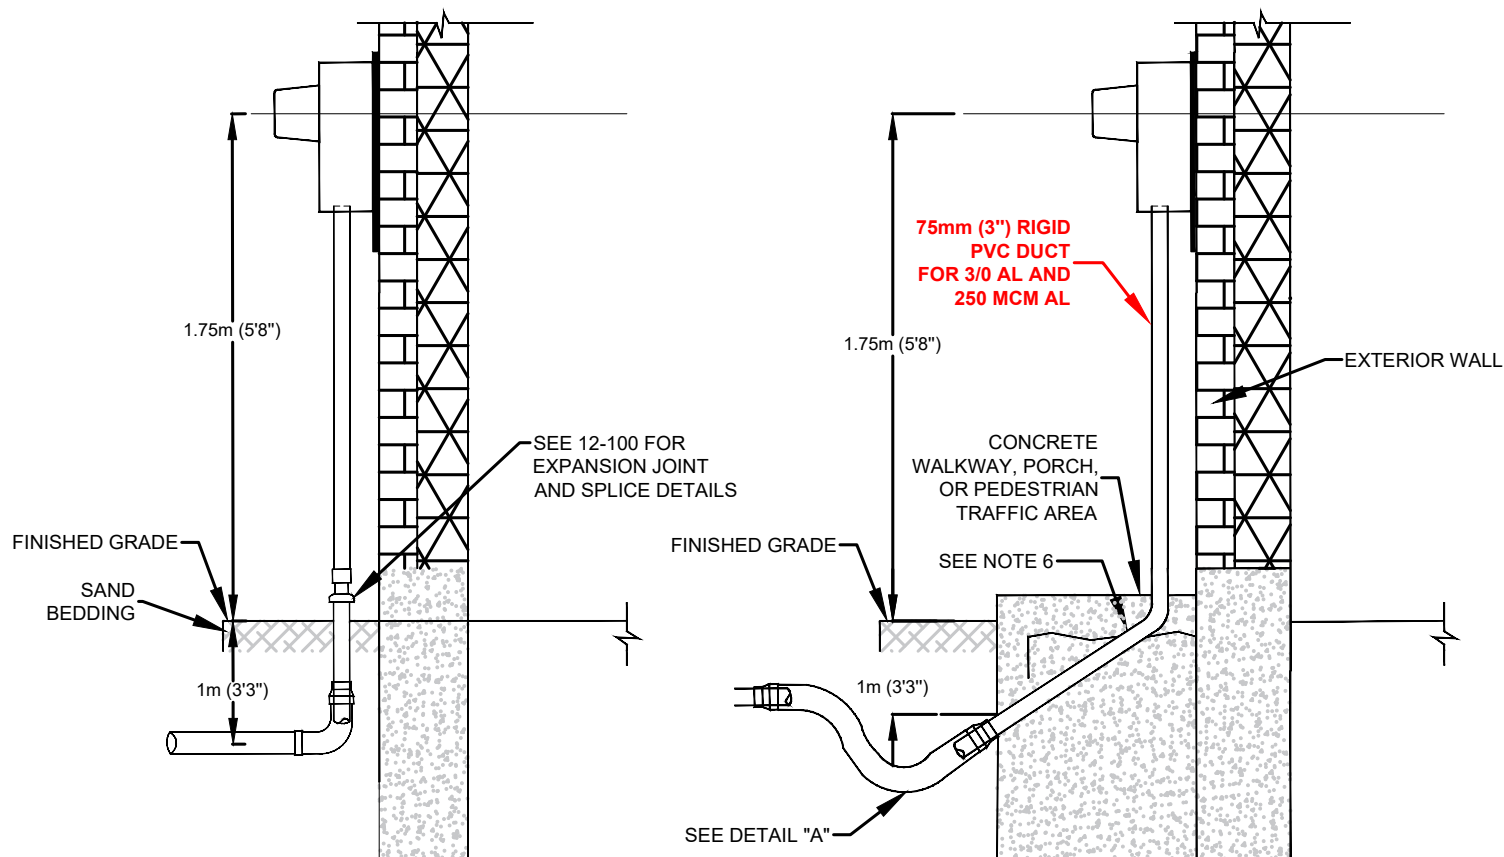 1.75m (5'8")
SEE 12-100 FOR
EXPANSION JOINT
AND SPLICE DETAILS
FINISHED GRADE
SAND
BEDDING
1m (3'3")
75mm (3") RIGID
PVC DUCT
FOR 3/0 AL AND
250 MCM AL
1.75m (5'8")
EXTERIOR WALL
CONCRETE
WALKWAY, PORCH,
OR PEDESTRIAN
TRAFFIC AREA
FINISHED GRADE
SEE NOTE 6
1m (3'3")
SEE DETAIL "A"